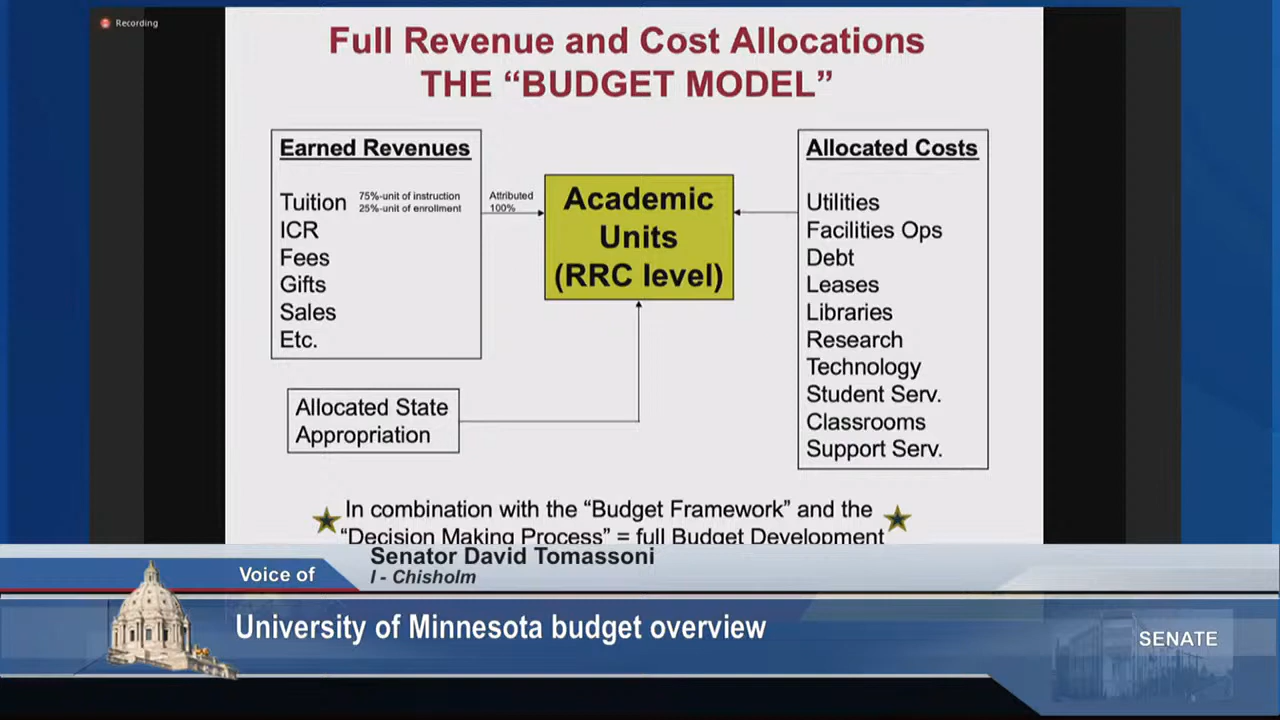 Recording
Full Revenue and Cost Allocations
THE “BUDGET MODEL”
Earned Revenues
Tuition 75%-unit of instruction
25%-unit of enrollment
ICR
Fees
Gifts
Sales
Etc.
Attributed
100%
Academic
Units
(RRC level)
Allocated Costs
Utilities
Facilities Ops
Debt
Leases
Libraries
Research
Technology
Student Serv.
Classrooms
Support Serv.
Allocated State
Appropriation
In combination with the “Budget Framework” and the
“Decision Making Process” = full Budget Development
Voice of
Senator David Tomassoni
I - Chisholm
University of Minnesota budget overview
SENATE